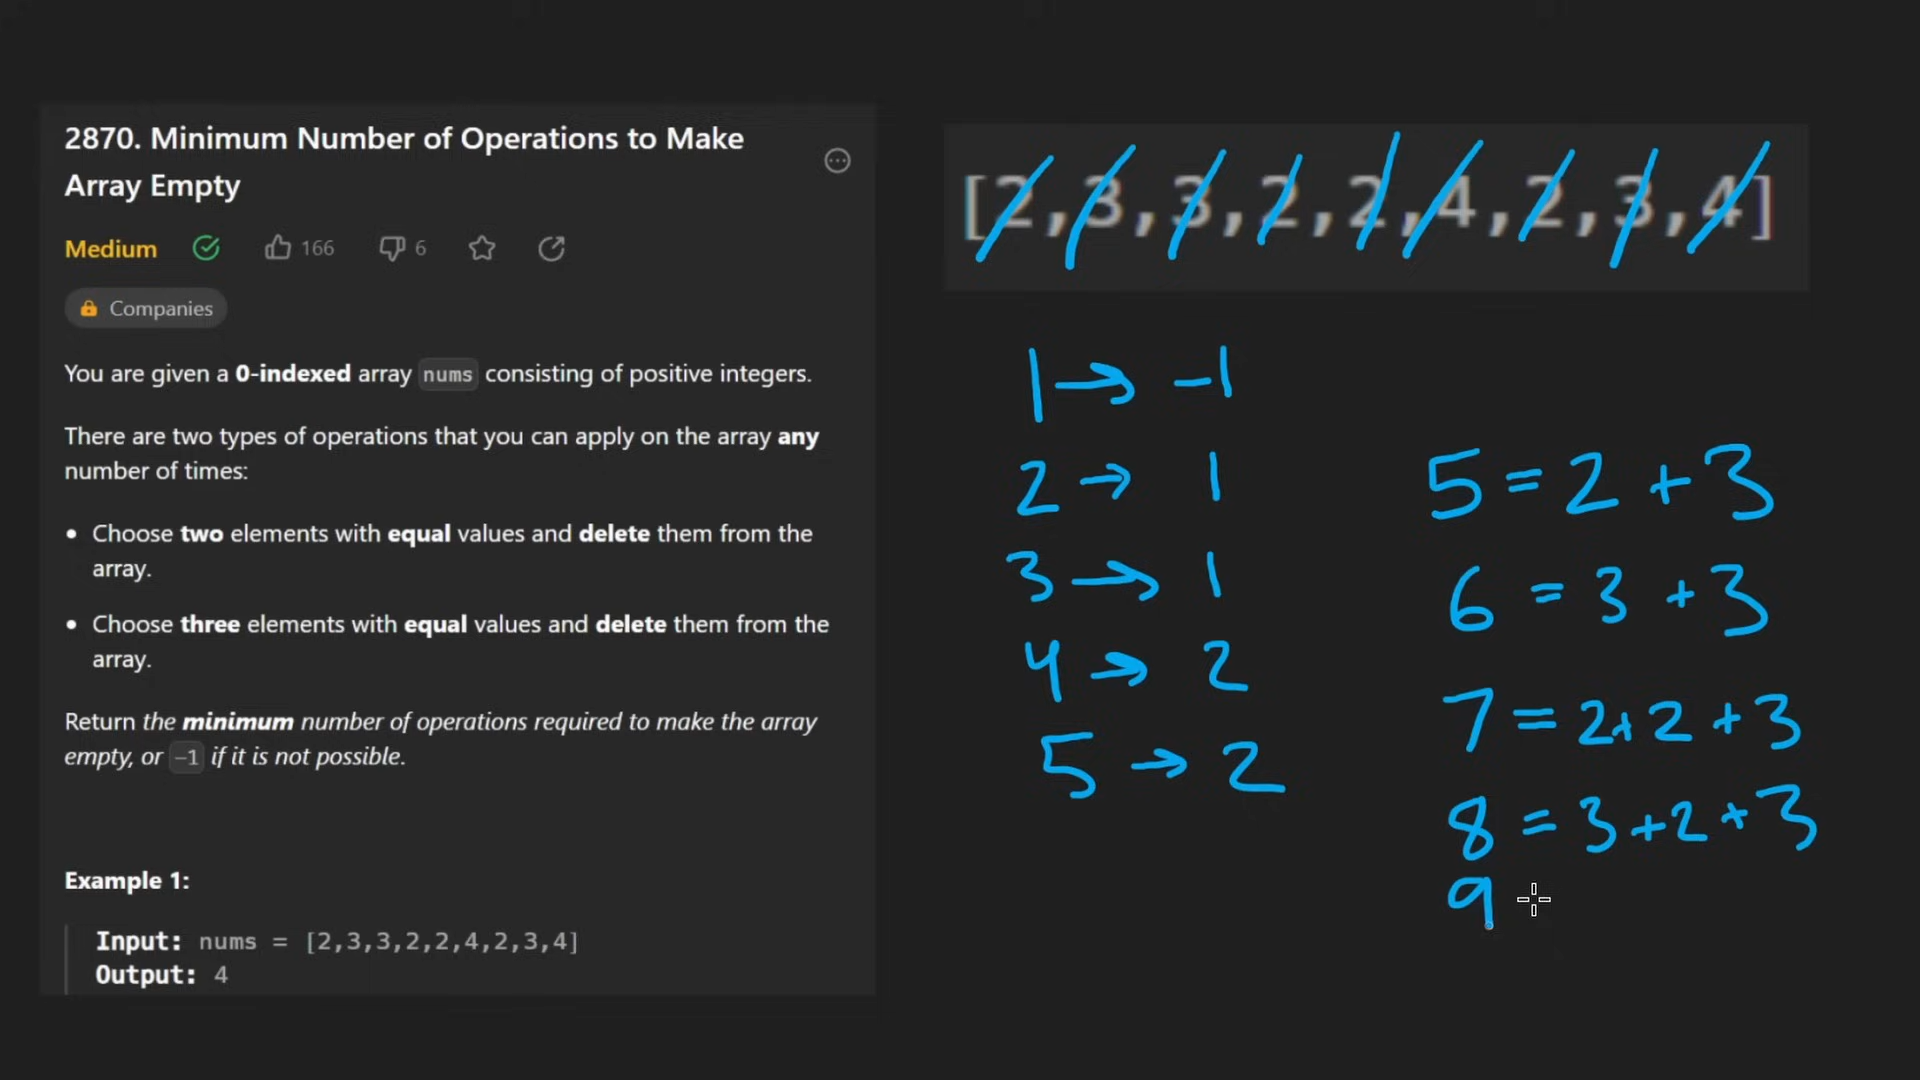 2870. Minimum Number of Operations to Make
Array Empty
Medium 166 6
Companies
You are given a 0-indexed array nums consisting of positive integers.
There are two types of operations that you can apply on the array any
number of times:
• Choose two elements with equal values and delete them from the
array.
• Choose three elements with equal values and delete them from the
array.
Return the minimum number of operations required to make the array
empty, or -1 if it is not possible.
Example 1:
Input: nums = [2,3,3,2,2,4,2,3,4]
Output: 4
[2,3,3,2,2,4,2,3,4]
1 → -1
2 → 1
3 → 1
4 → 2
5 → 2
5 = 2 + 3
6 = 3 + 3
7 = 2+2 + 3
8 = 3+2+3
9